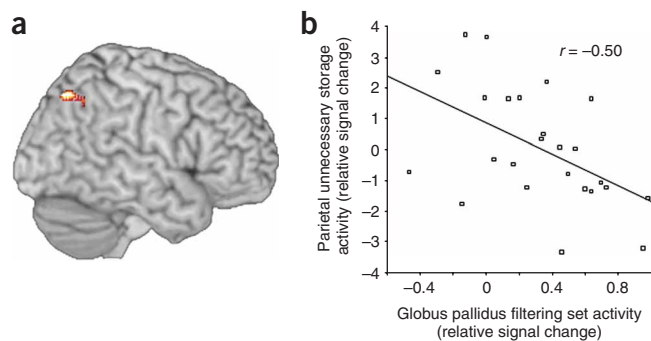 a
b
4
3
2
1
0
−1
−2
−3
−4
Parietal unnecessary storage
activity (relative signal change)
r = −0.50
−0.4
0
0.4
0.8
Globus pallidus filtering set activity
(relative signal change)